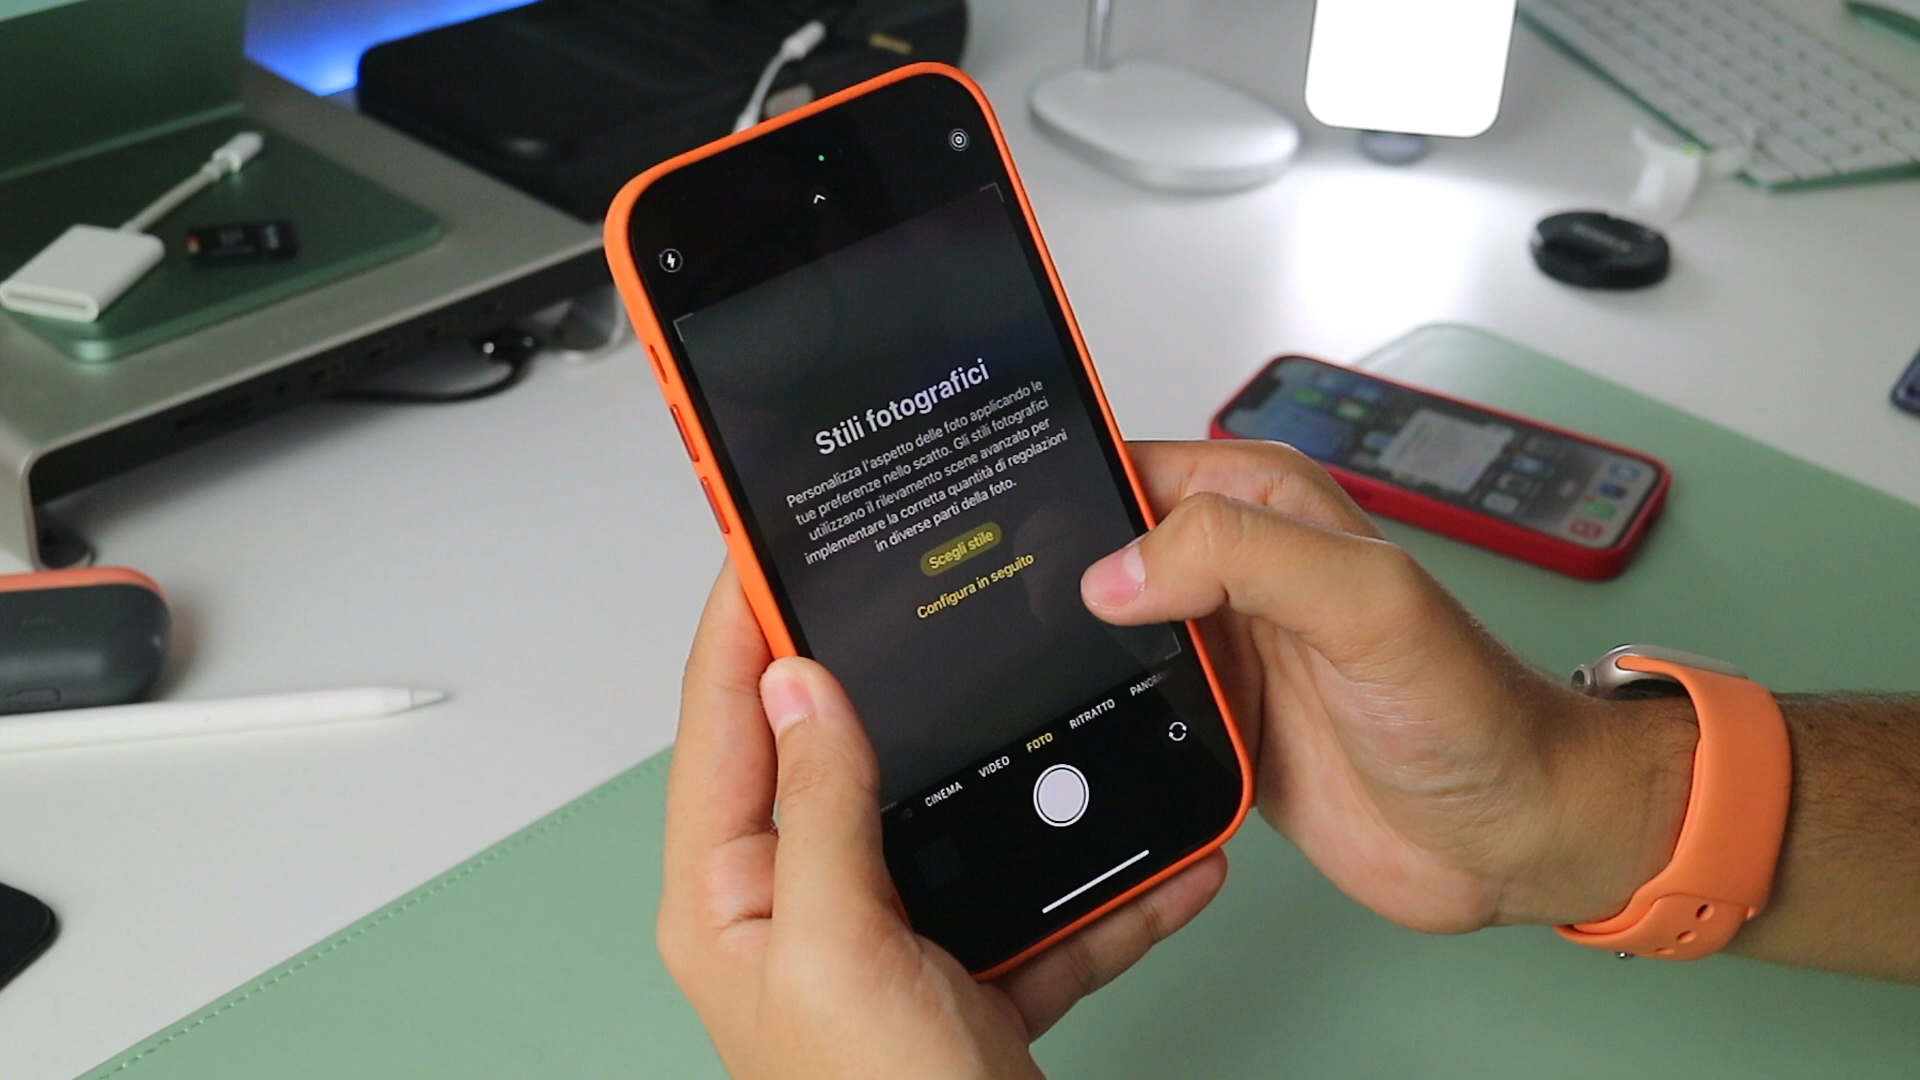 Stili fotografici
Personalizza l'aspetto delle foto applicando le
tue preferenze nello scatto. Gli stili fotografici
utilizzano il rilevamento scene avanzato per
implementare la corretta quantità di regolazioni
in diverse parti della foto.
Scegli stile
Configura in seguito
CINEMA VIDEO FOTO RITRATTO PANORA